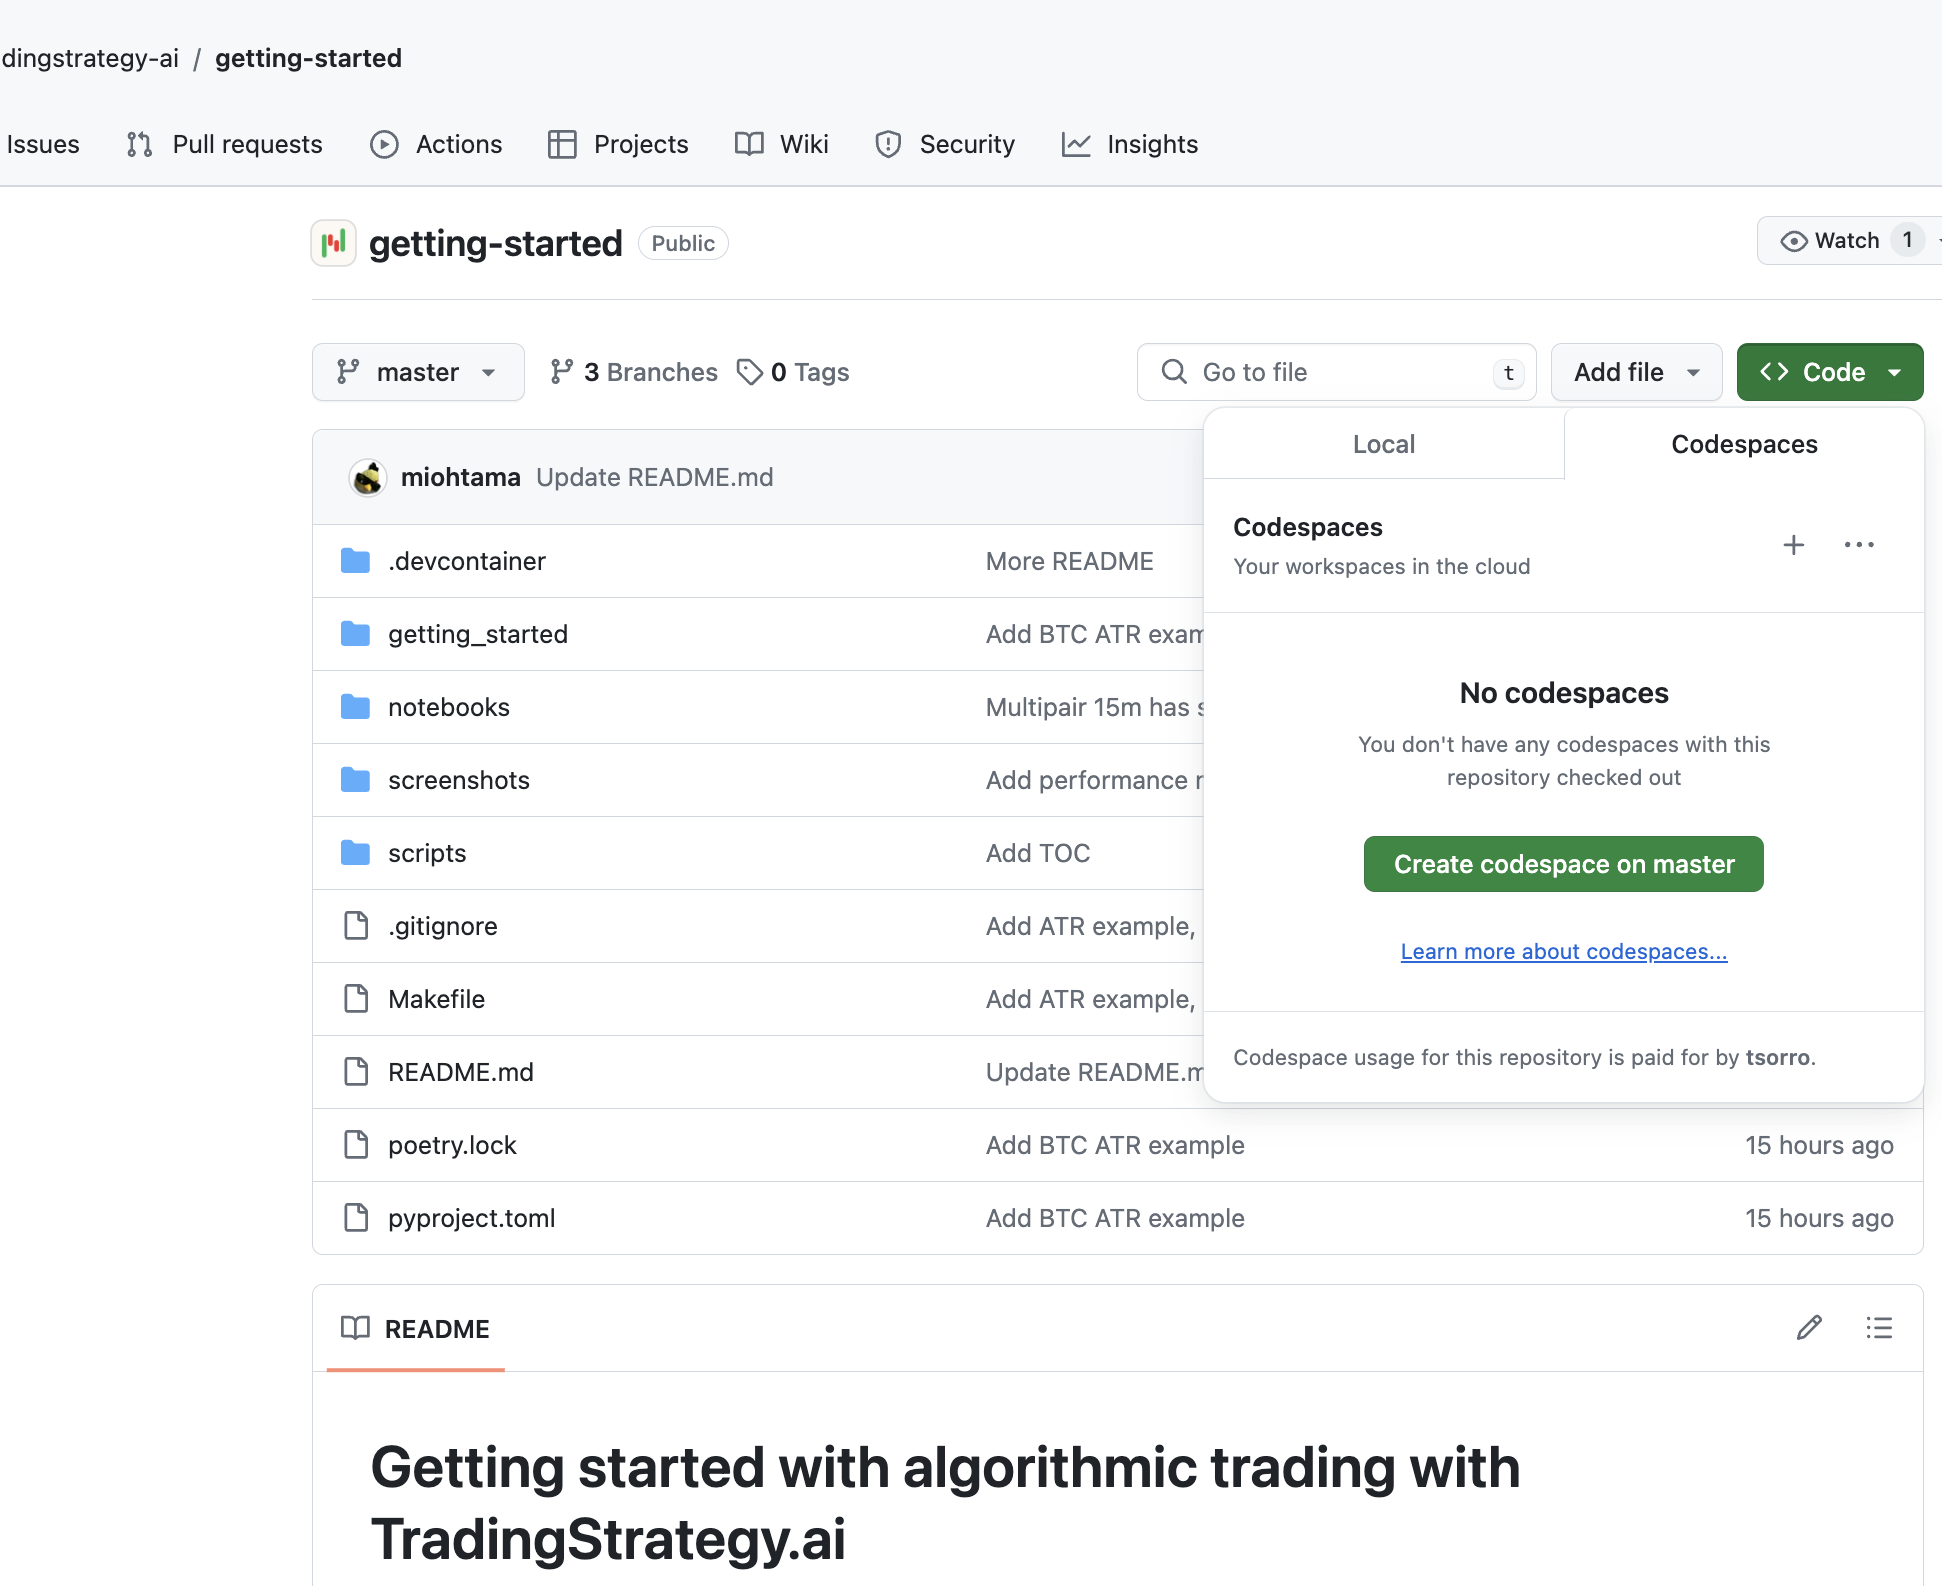 dingstrategy-ai / getting-started
Issues Pull requests Actions Projects Wiki Security Insights
getting-started Public Watch 1
master 3 Branches 0 Tags Go to file t Add file Code
Local Codespaces
miohtama Update README.md
Codespaces
Your workspaces in the cloud
.devcontainer More README
getting_started Add BTC ATR exam
No codespaces
notebooks Multipair 15m has
You don't have any codespaces with this
repository checked out
screenshots Add performance
scripts Add TOC
Create codespace on master
.gitignore Add ATR example,
Learn more about codespaces...
Makefile Add ATR example,
README.md Update README.m
Codespace usage for this repository is paid for by tsorro.
poetry.lock Add BTC ATR example 15 hours ago
pyproject.toml Add BTC ATR example 15 hours ago
README
Getting started with algorithmic trading with
TradingStrategy.ai